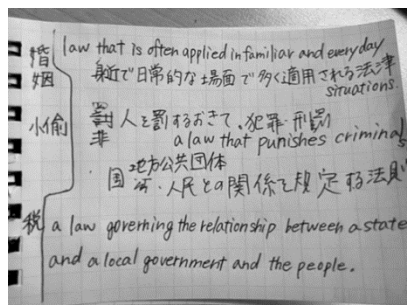 婚姻
law that is often applied in familiar and everyday
身近で日常的な場面で多く適用される法津
situations.
小偷
罰 人を罰するおきて、犯罪・刑罰
非
a law that punishes criminals
地方公共団体
国 ・人民との関係を規定する法則
税 a law governing the relationship between a state
and a local government and the people.